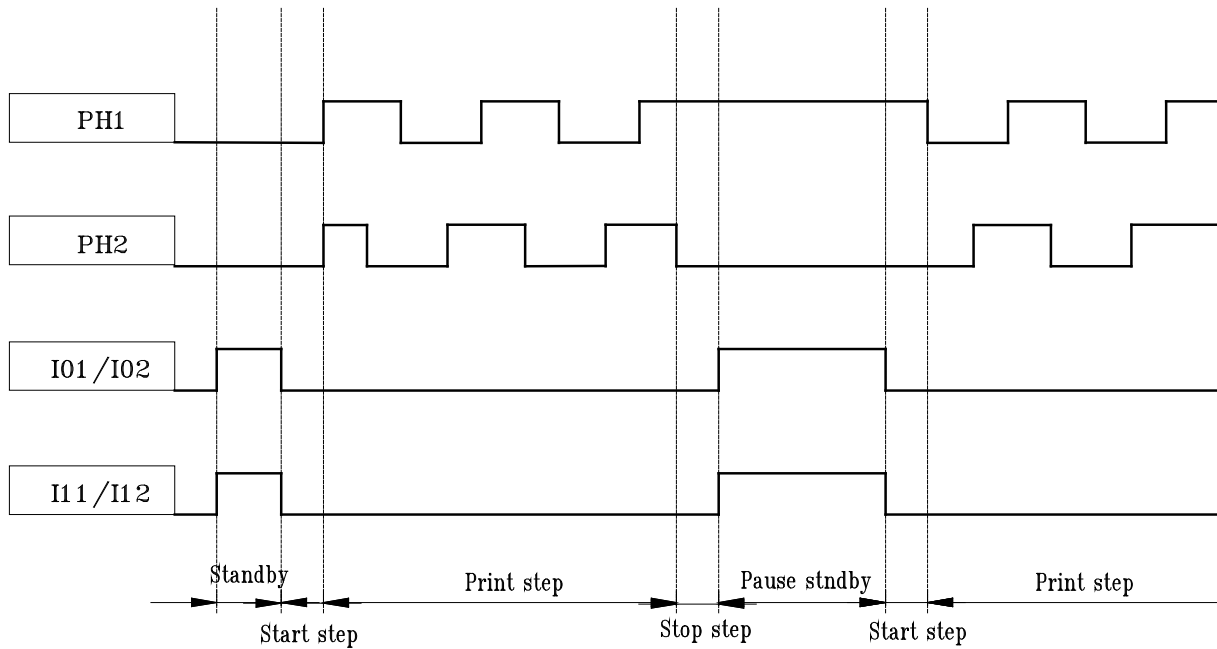 PH1
PH2
I01/I02
I11/I12
Standby
Print step
Pause stndby
Print step
Start step
Stop step
Start step